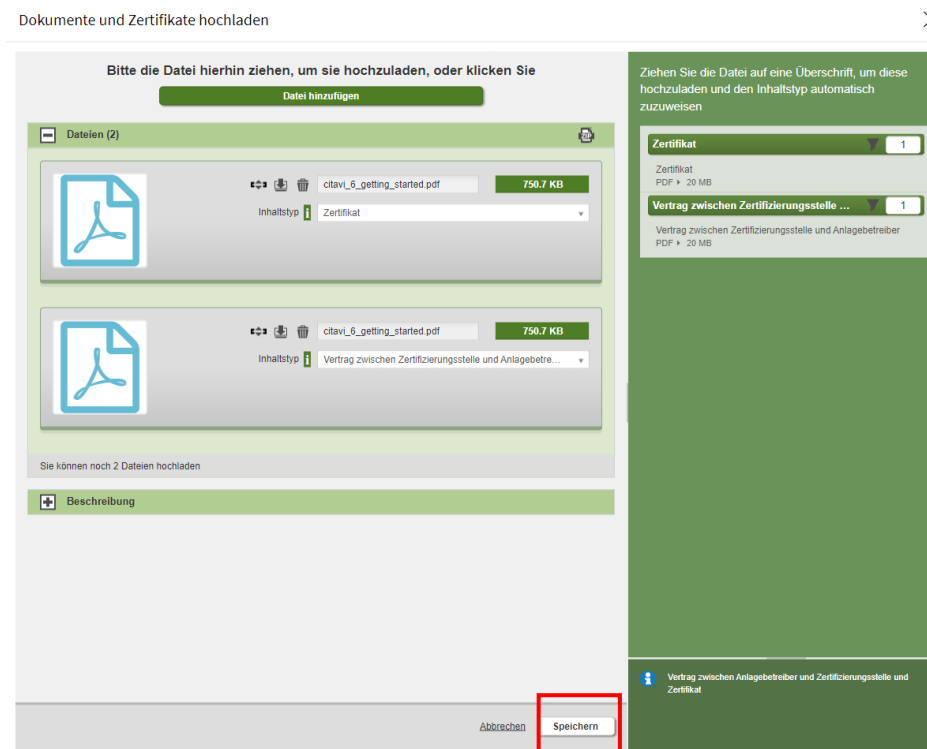 Dokumente und Zertifikate hochladen
Bitte die Datei hierhin ziehen, um sie hochzuladen, oder klicken Sie
Datei hinzufügen
Dateien (2)
citavi_6_getting_started.pdf 750.7 KB
Inhaltstyp i Zertifikat
citavi_6_getting_started.pdf 750.7 KB
Inhaltstyp i Vertrag zwischen Zertifizierungsstelle und Anlagebetre...
Sie können noch 2 Dateien hochladen
Beschreibung
Abbrechen Speichern
Ziehen Sie die Datei auf eine Überschrift, um diese
hochzuladen und den Inhaltstyp automatisch
zuzuweisen
Zertifikat 1
Zertifikat
PDF 20 MB
Vertrag zwischen Zertifizierungsstelle ... 1
Vertrag zwischen Zertifizierungsstelle und Anlagebetreiber
PDF 20 MB
Vertrag zwischen Anlagebetreiber und Zertifizierungsstelle und
Zertifikat